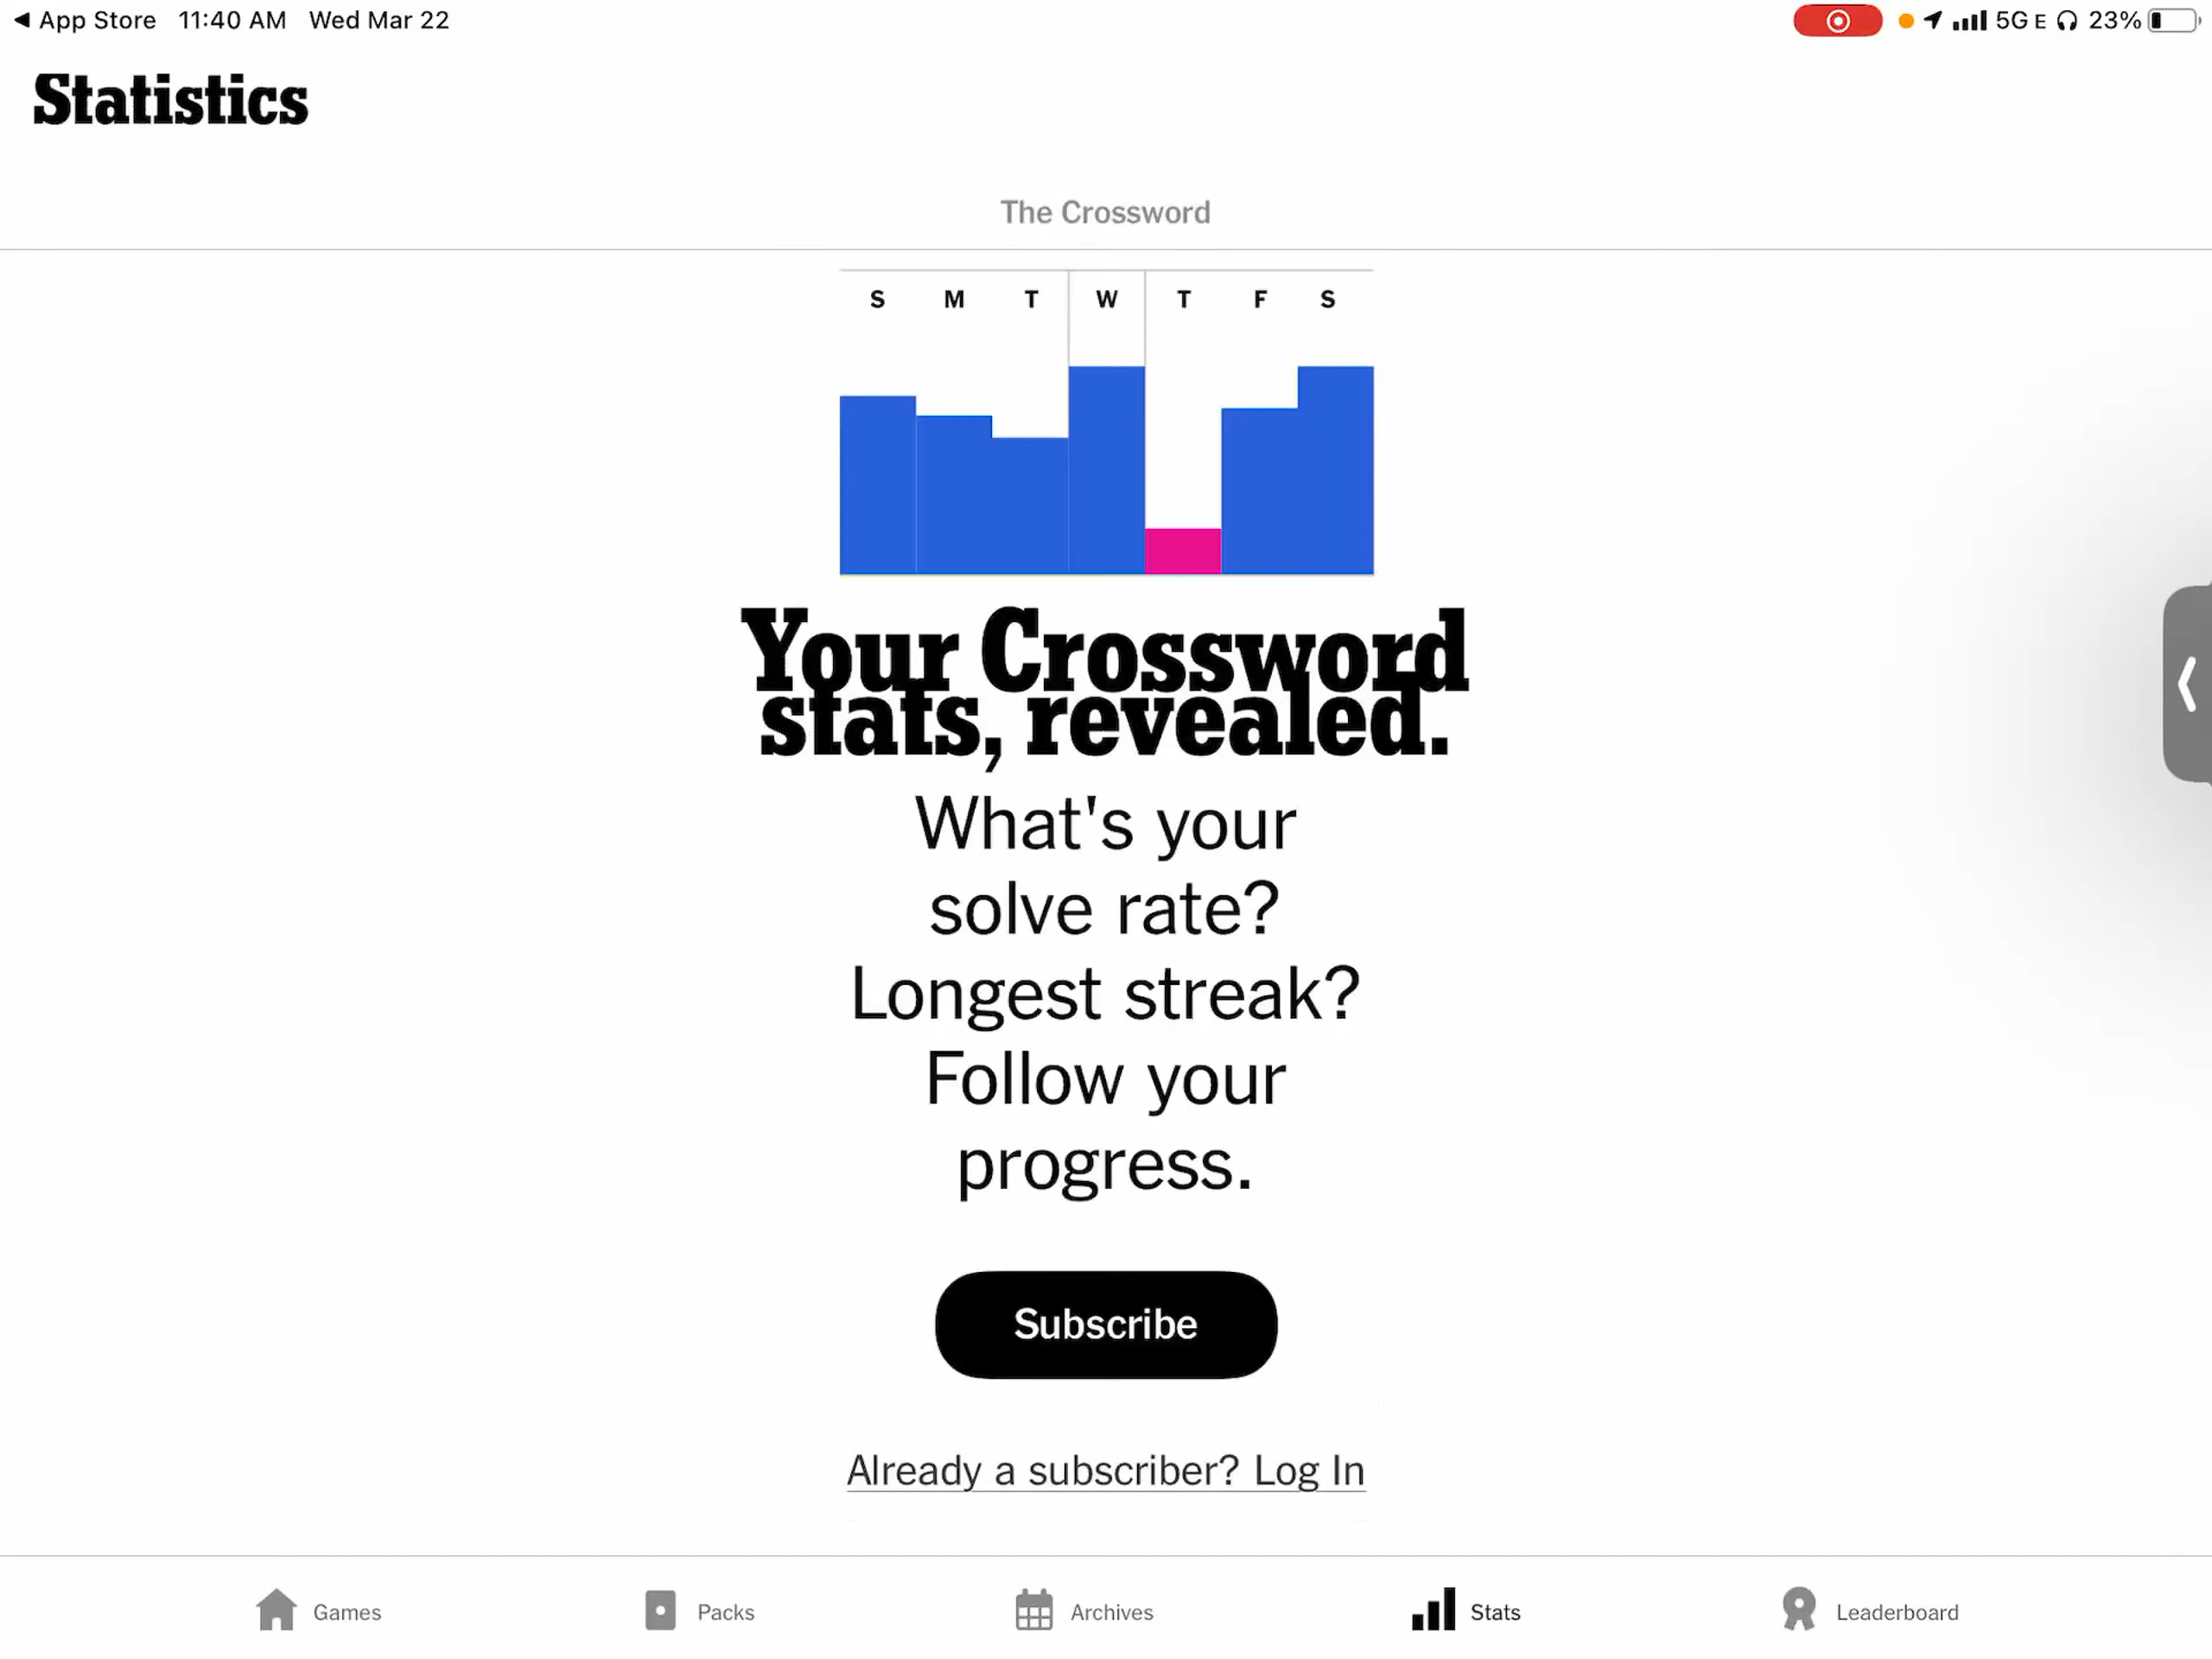 App Store 11:40 AM Wed Mar 22 5G E 23%
Statistics
The Crossword
S M T W T F S
Your Crossword
stats, revealed.
What's your
solve rate?
Longest streak?
Follow your
progress.
Subscribe
Already a subscriber? Log In
Games Packs Archives Stats Leaderboard